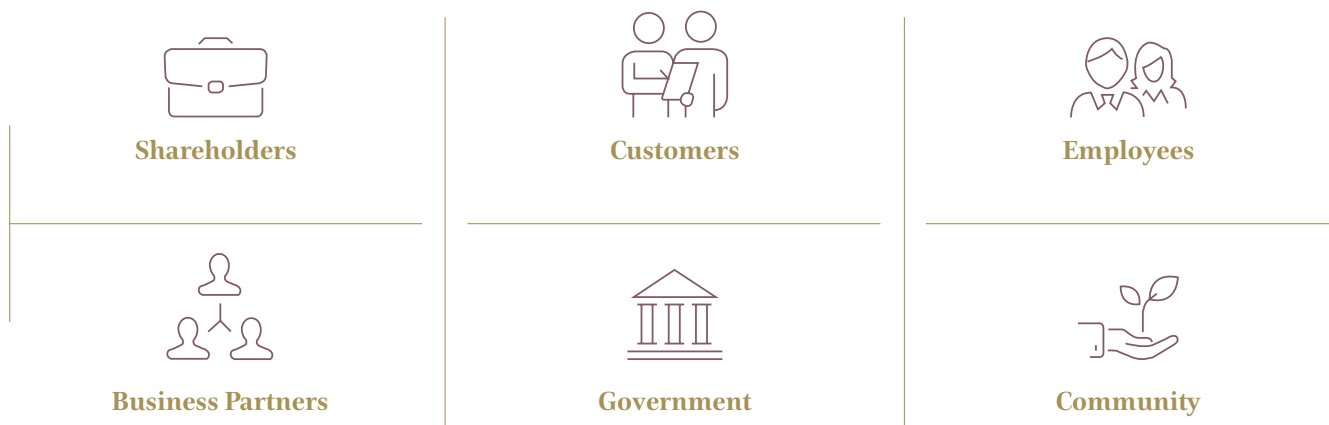 Shareholders
Customers
Employees
Business Partners
Government
Community